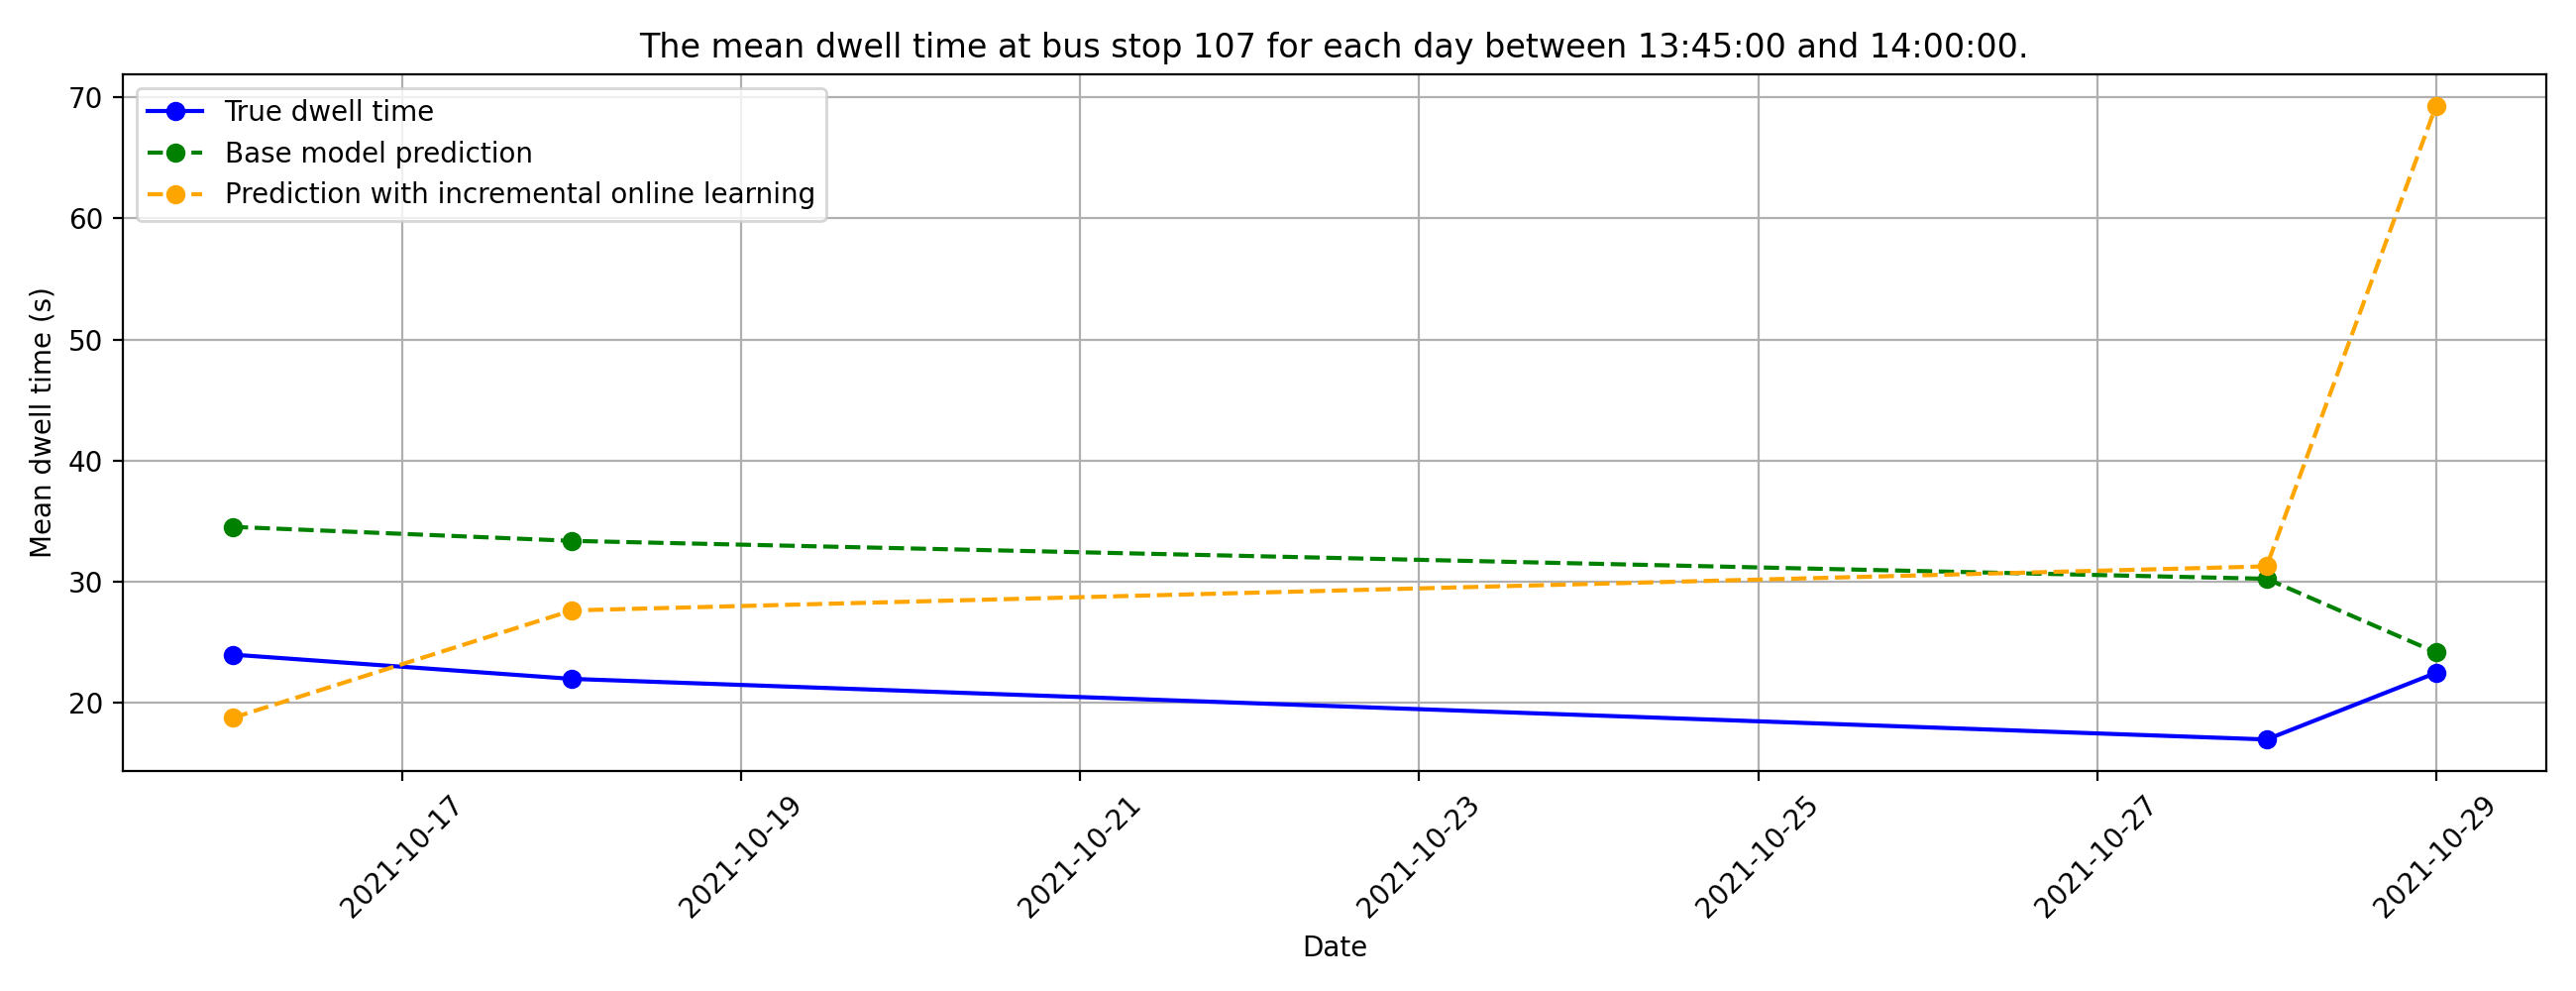 The mean dwell time at bus stop 107 for each day between 13:45:00 and 14:00:00.
True dwell time
Base model prediction
Prediction with incremental online learning
Mean dwell time (s)
70
60
50
40
30
20
2021-10-17
2021-10-19
2021-10-21
2021-10-23
2021-10-25
2021-10-27
2021-10-29
Date